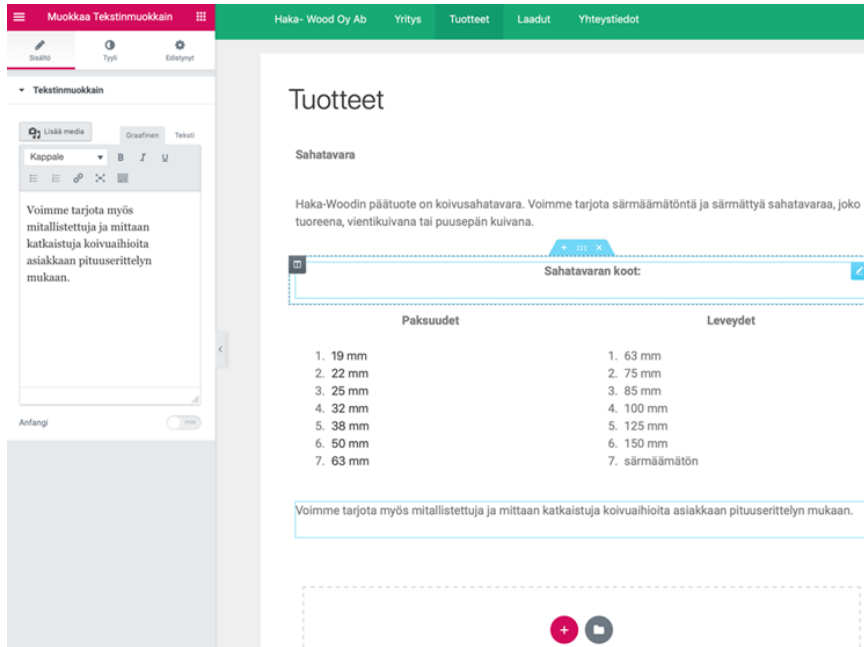 Muokkaa Tekstinmuokkain
Sisältö Tyyli Edistynyt
Tekstinmuokkain
Lisää media
Graafinen Teksti
Kappale B I U
Voimme tarjota myös
mitallistettuja ja mittaan
katkaistuja koivuaihioita
asiakkaan pituuserittelyn
mukaan.
Anfangi
Haka- Wood Oy Ab Yritys Tuotteet Laadut Yhteystiedot
Tuotteet
Sahatavara
Haka-Woodin päätuote on koivusahatavara. Voimme tarjota särmäämätöntä ja särmättyä sahatavaraa, joko
tuoreena, vientikuivana tai puusepän kuivana.
Sahatavaran koot:
Paksuudet Leveydet
1. 19 mm 1. 63 mm
2. 22 mm 2. 75 mm
3. 25 mm 3. 85 mm
4. 32 mm 4. 100 mm
5. 38 mm 5. 125 mm
6. 50 mm 6. 150 mm
7. 63 mm 7. särmäämätön
Voimme tarjota myös mitallistettuja ja mittaan katkaistuja koivuaihioita asiakkaan pituuserittelyn mukaan.